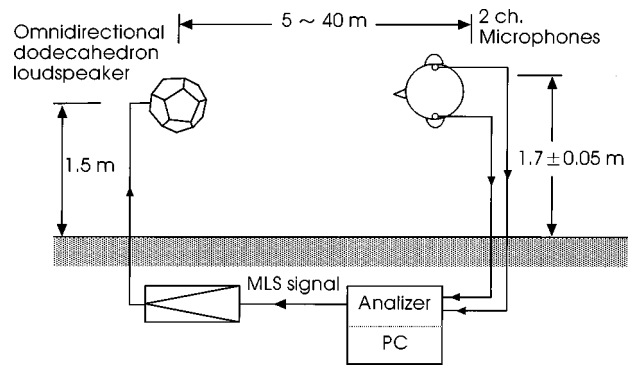 Omnidirectional
dodecahedron
loudspeaker
5 ~ 40 m
2 ch.
Microphones
1.5 m
1.7±0.05 m
MLS signal
Analizer
PC